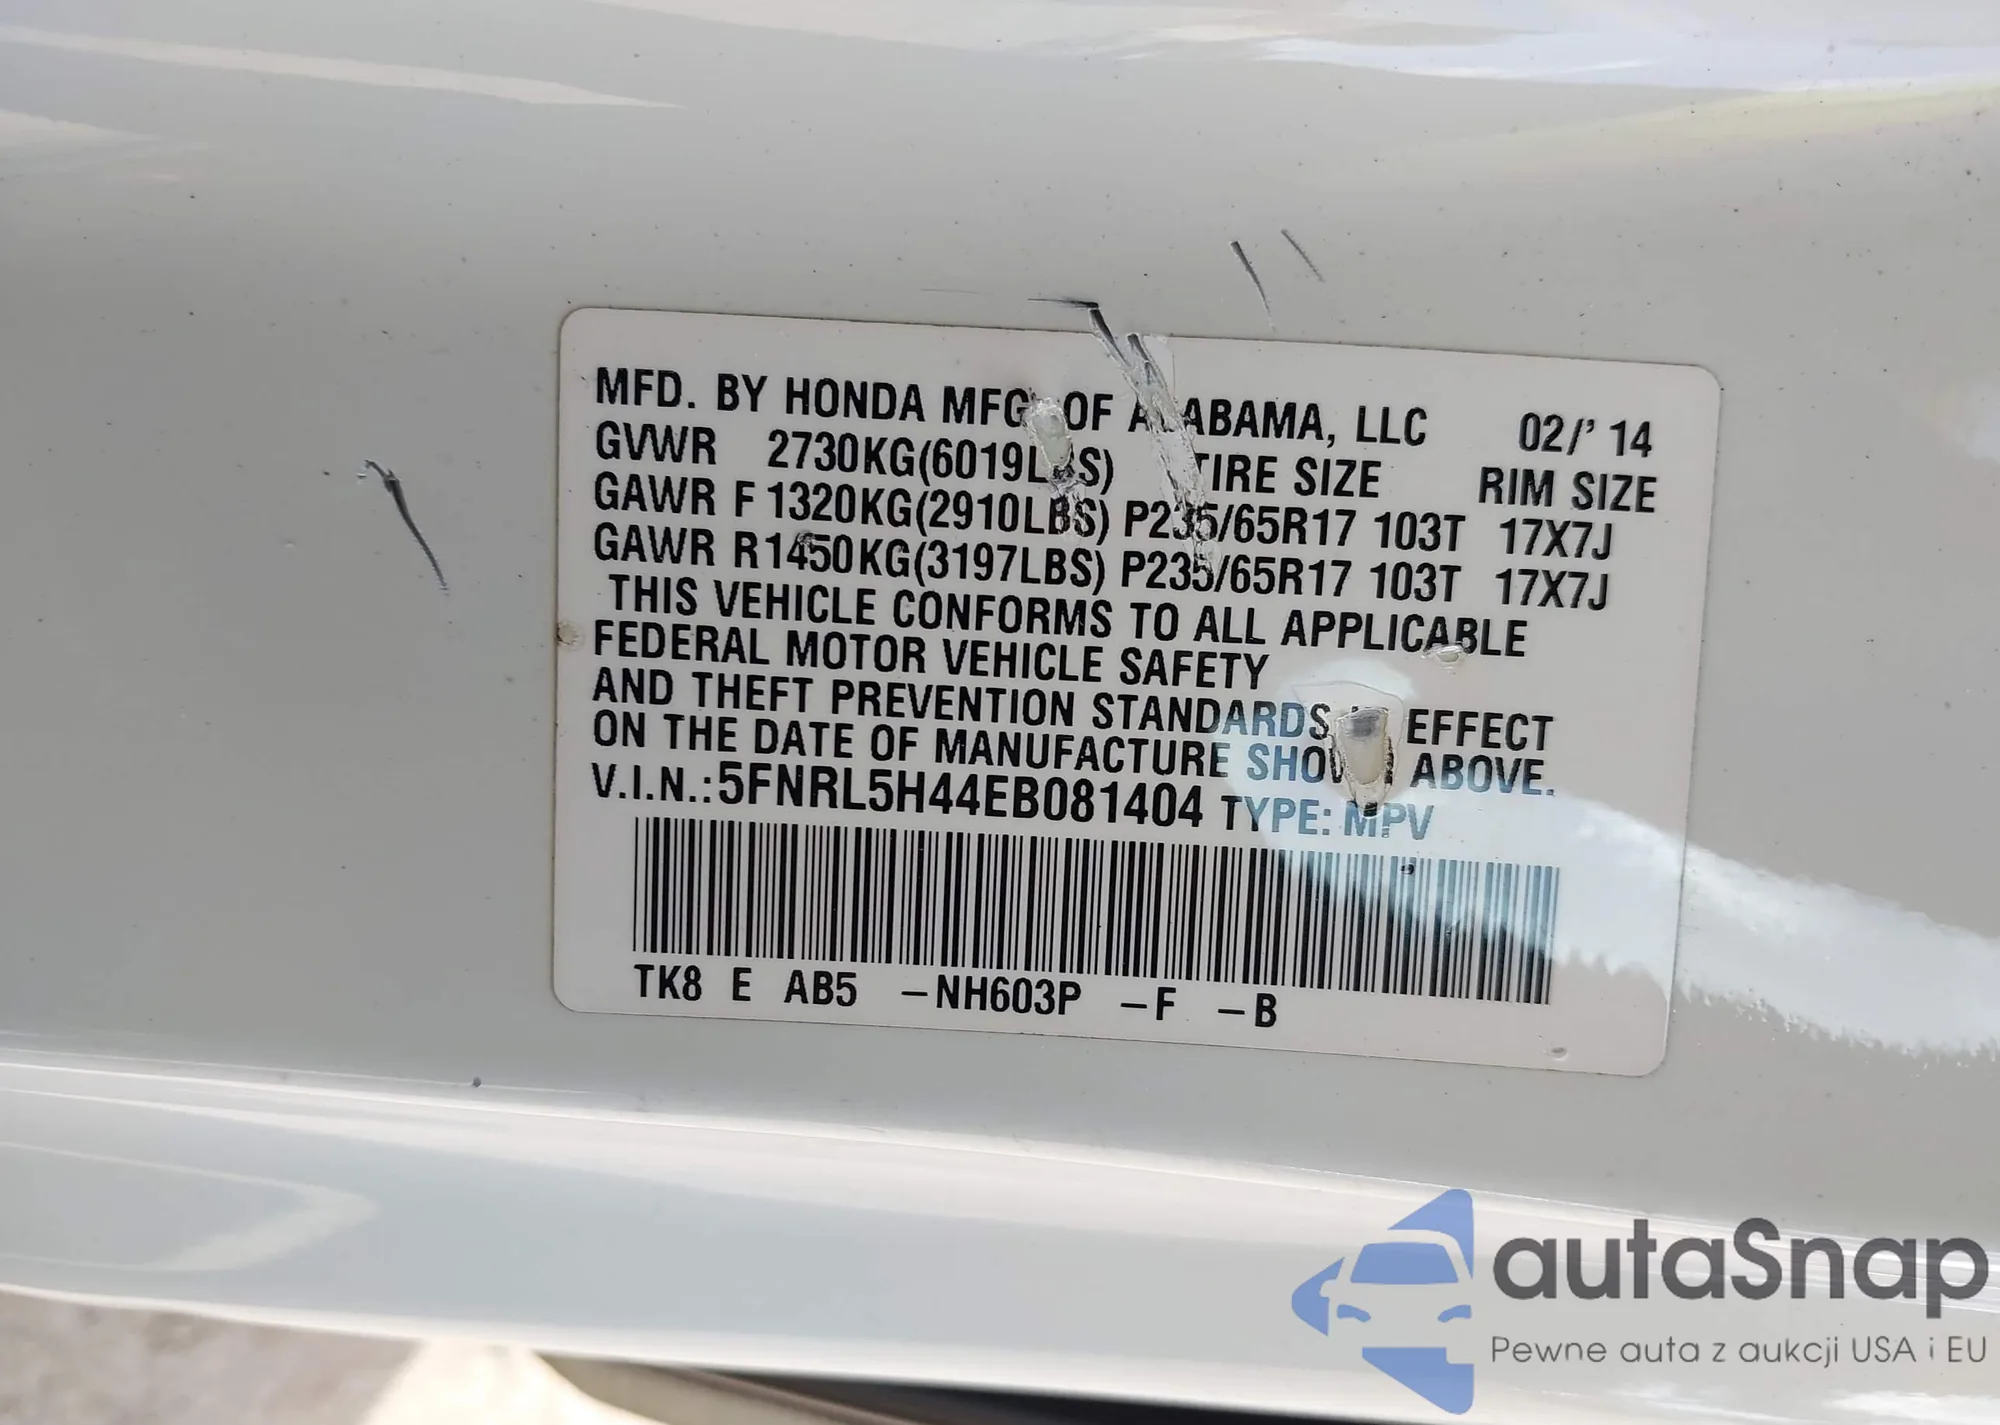 MFD. BY HONDA MFG. OF ALABAMA, LLC 02/' 14
GVWR 2730KG(6019LBS) TIRE SIZE RIM SIZE
GAWR F 1320KG(2910LBS) P235/65R17 103T 17X7J
GAWR R1450KG(3197LBS) P235/65R17 103T 17X7J
THIS VEHICLE CONFORMS TO ALL APPLICABLE
FEDERAL MOTOR VEHICLE SAFETY
AND THEFT PREVENTION STANDARDS EFFECT
ON THE DATE OF MANUFACTURE SHOWN ABOVE.
V.I.N.:5FNRL5H44EB081404 TYPE: MPV
TK8 E AB5 -NH603P -F -B
autaSnap
Pewne auta z aukcji USA i EU